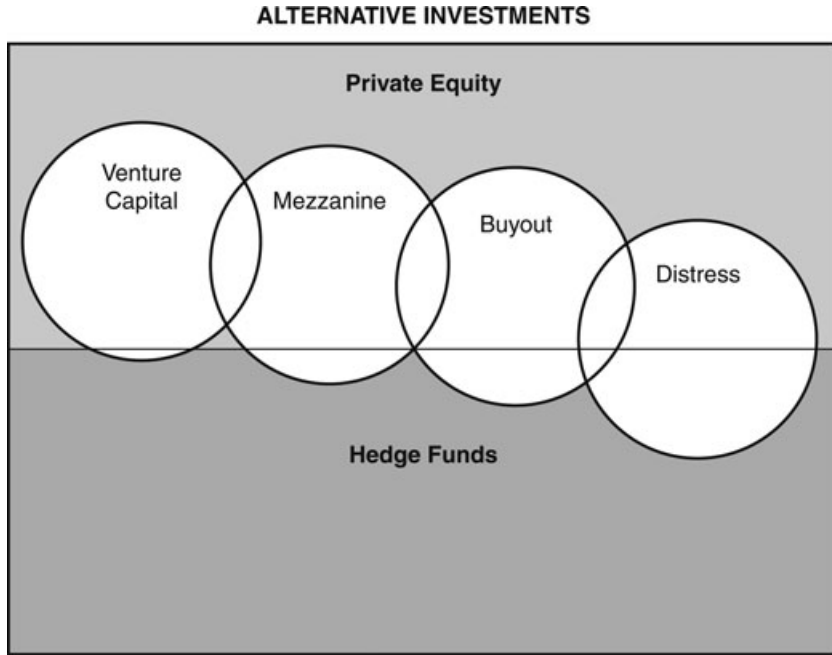 ALTERNATIVE INVESTMENTS
Private Equity
Venture
Capital
Mezzanine
Buyout
Distress
Hedge Funds